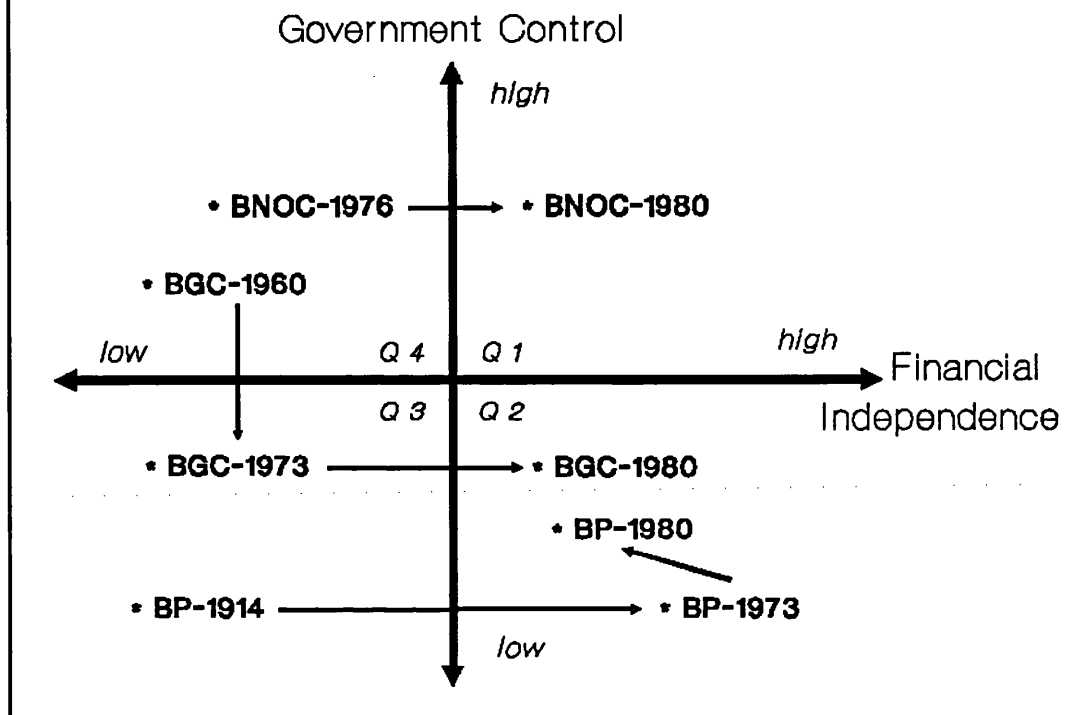 Government Control
high
* BNOC-1976
* BNOC-1980
* BGC-1960
low
Q 4
Q 1
high
Financial
Independence
Q 3
Q 2
* BGC-1973
* BGC-1980
* BP-1980
* BP-1914
* BP-1973
low